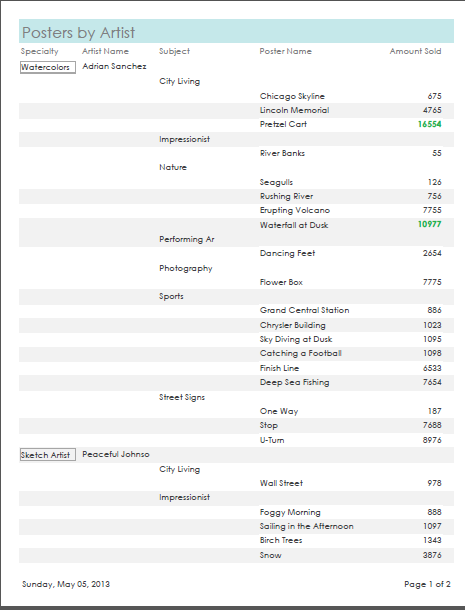 Posters by Artist
Specialty Artist Name Subject Poster Name Amount Sold
Watercolors Adrian Sanchez
City Living
Chicago Skyline 675
Lincoln Memorial 4765
Pretzel Cart 16554
Impressionist
River Banks 55
Nature
Seagulls 126
Rushing River 756
Erupting Volcano 7755
Waterfall at Dusk 10977
Performing Ar
Dancing Feet 2654
Photography
Flower Box 7775
Sports
Grand Central Station 886
Chrysler Building 1023
Sky Diving at Dusk 1095
Catching a Football 1098
Finish Line 6533
Deep Sea Fishing 7654
Street Signs
One Way 187
Stop 7688
U-Turn 8976
Sketch Artist Peaceful Johnso
City Living
Wall Street 978
Impressionist
Foggy Morning 888
Sailing in the Afternoon 1097
Birch Trees 1343
Snow 3876
Sunday, May 05, 2013 Page 1 of 2